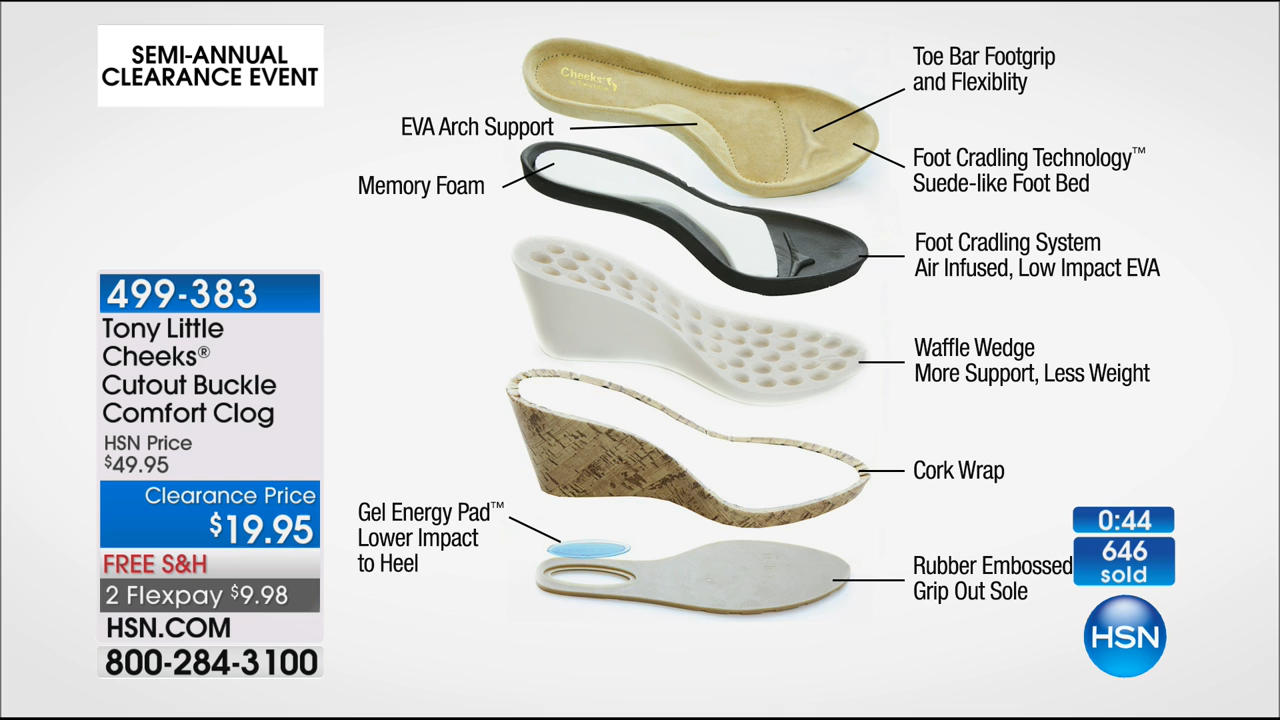 SEMI-ANNUAL
CLEARANCE EVENT
499-383
Tony Little
Cheeks®
Cutout Buckle
Comfort Clog
HSN Price
$49.95
Clearance Price
$19.95
FREE S&H
2 Flexpay $9.98
HSN.COM
800-284-3100
Cheeks
EVA Arch Support
Memory Foam
Toe Bar Footgrip
and Flexiblity
Foot Cradling Technology™
Suede-like Foot Bed
Foot Cradling System
Air Infused, Low Impact EVA
Waffle Wedge
More Support, Less Weight
Cork Wrap
Gel Energy Pad™
Lower Impact
to Heel
Rubber Embossed
Grip Out Sole
0:44
646
sold
HSN